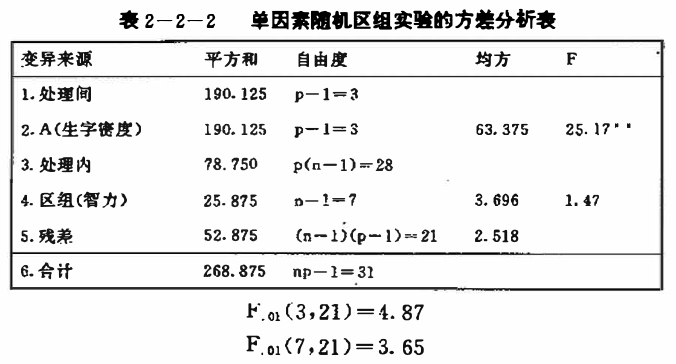 表2-2-2 单因素随机区组实验的方差分析表
变异来源 平方和 自由度 均方 F
1.处理间 190.125 p-1=3
2.A(生字密度) 190.125 p-1=3 63.375 25.17**
3.处理内 78.750 p(n-1)=28
4.区组(智力) 25.875 n-1=7 3.696 1.47
5.残差 52.875 (n-1)(p-1)=21 2.518
6.合计 268.875 np-1=31
F.01(3,21)=4.87
F.01(7,21)=3.65